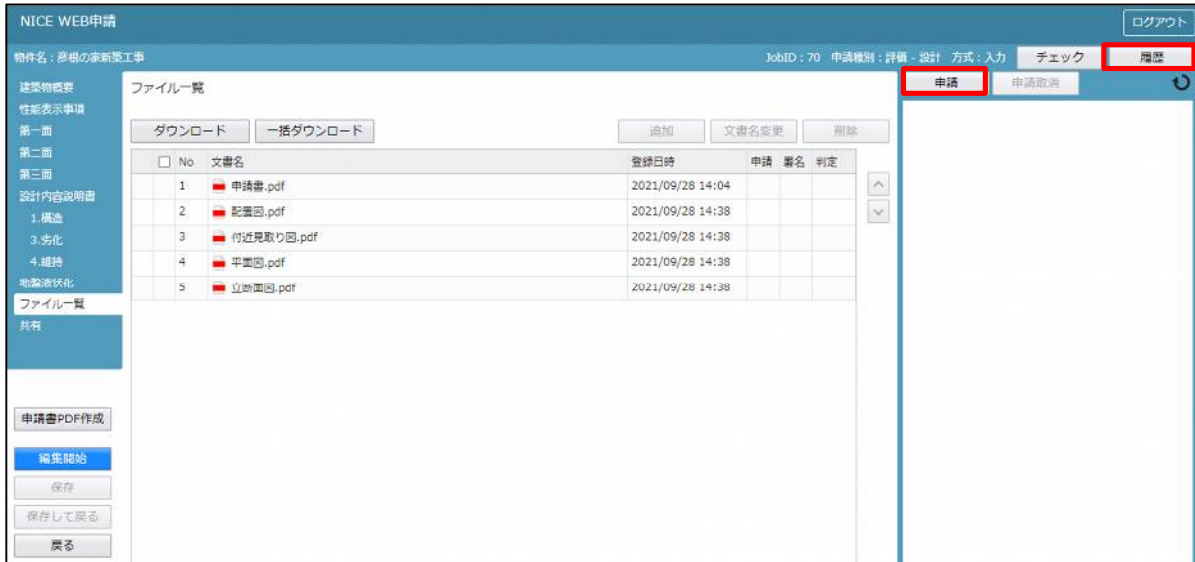 NICE WEB申請
ログアウト
物件名：彦根の家新築工事
JobID：70 申請種別：評価 - 設計 方式：入力
チェック
履歴
建築物概要
性能表示事項
第一面
第二面
第三面
設計内容説明書
1.構造
3.劣化
4.維持
地盤液状化
ファイル一覧
共有
申請書PDF作成
編集開始
保存
保存して戻る
戻る
ファイル一覧
ダウンロード
一括ダウンロード
追加
文書名変更
削除
No 文書名 登録日時 申請 署名 判定
1 申請書.pdf 2021/09/28 14:04
2 配置図.pdf 2021/09/28 14:38
3 付近見取り図.pdf 2021/09/28 14:38
4 平面図.pdf 2021/09/28 14:38
5 立断面図.pdf 2021/09/28 14:38
申請
申請取消